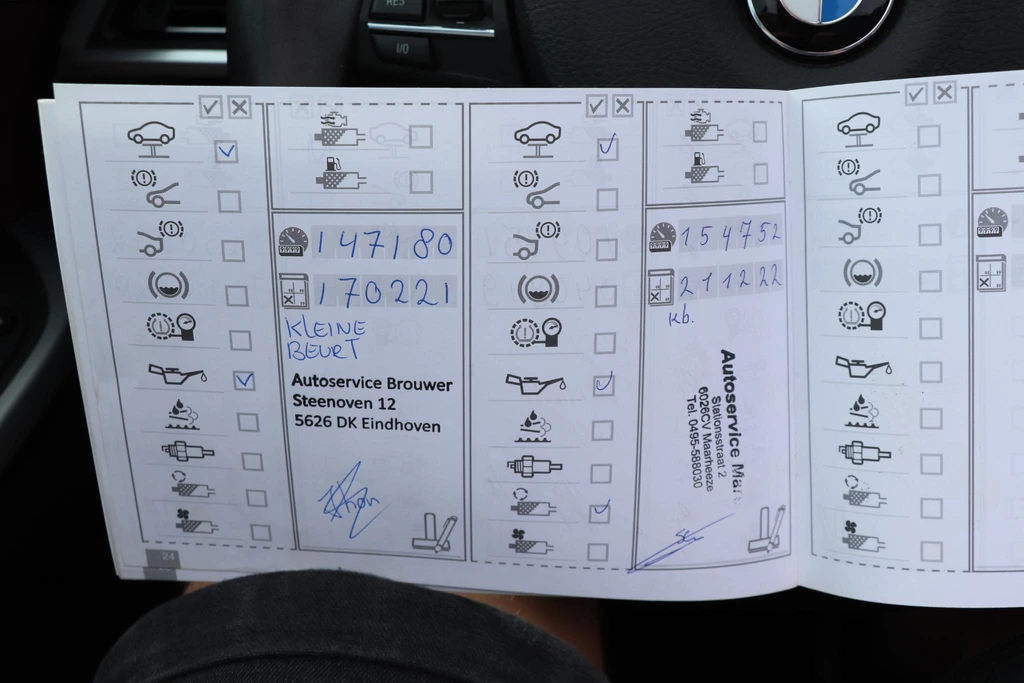 RES
I/O
147180
170221
KLEINE
BEURT
Autoservice Brouwer
Steenoven 12
5626 DK Eindhoven
24
154752
211222
Kb.
Autoservice
Stationsstraat 2
6026CV Maarheeze
Tel. 0495-588030